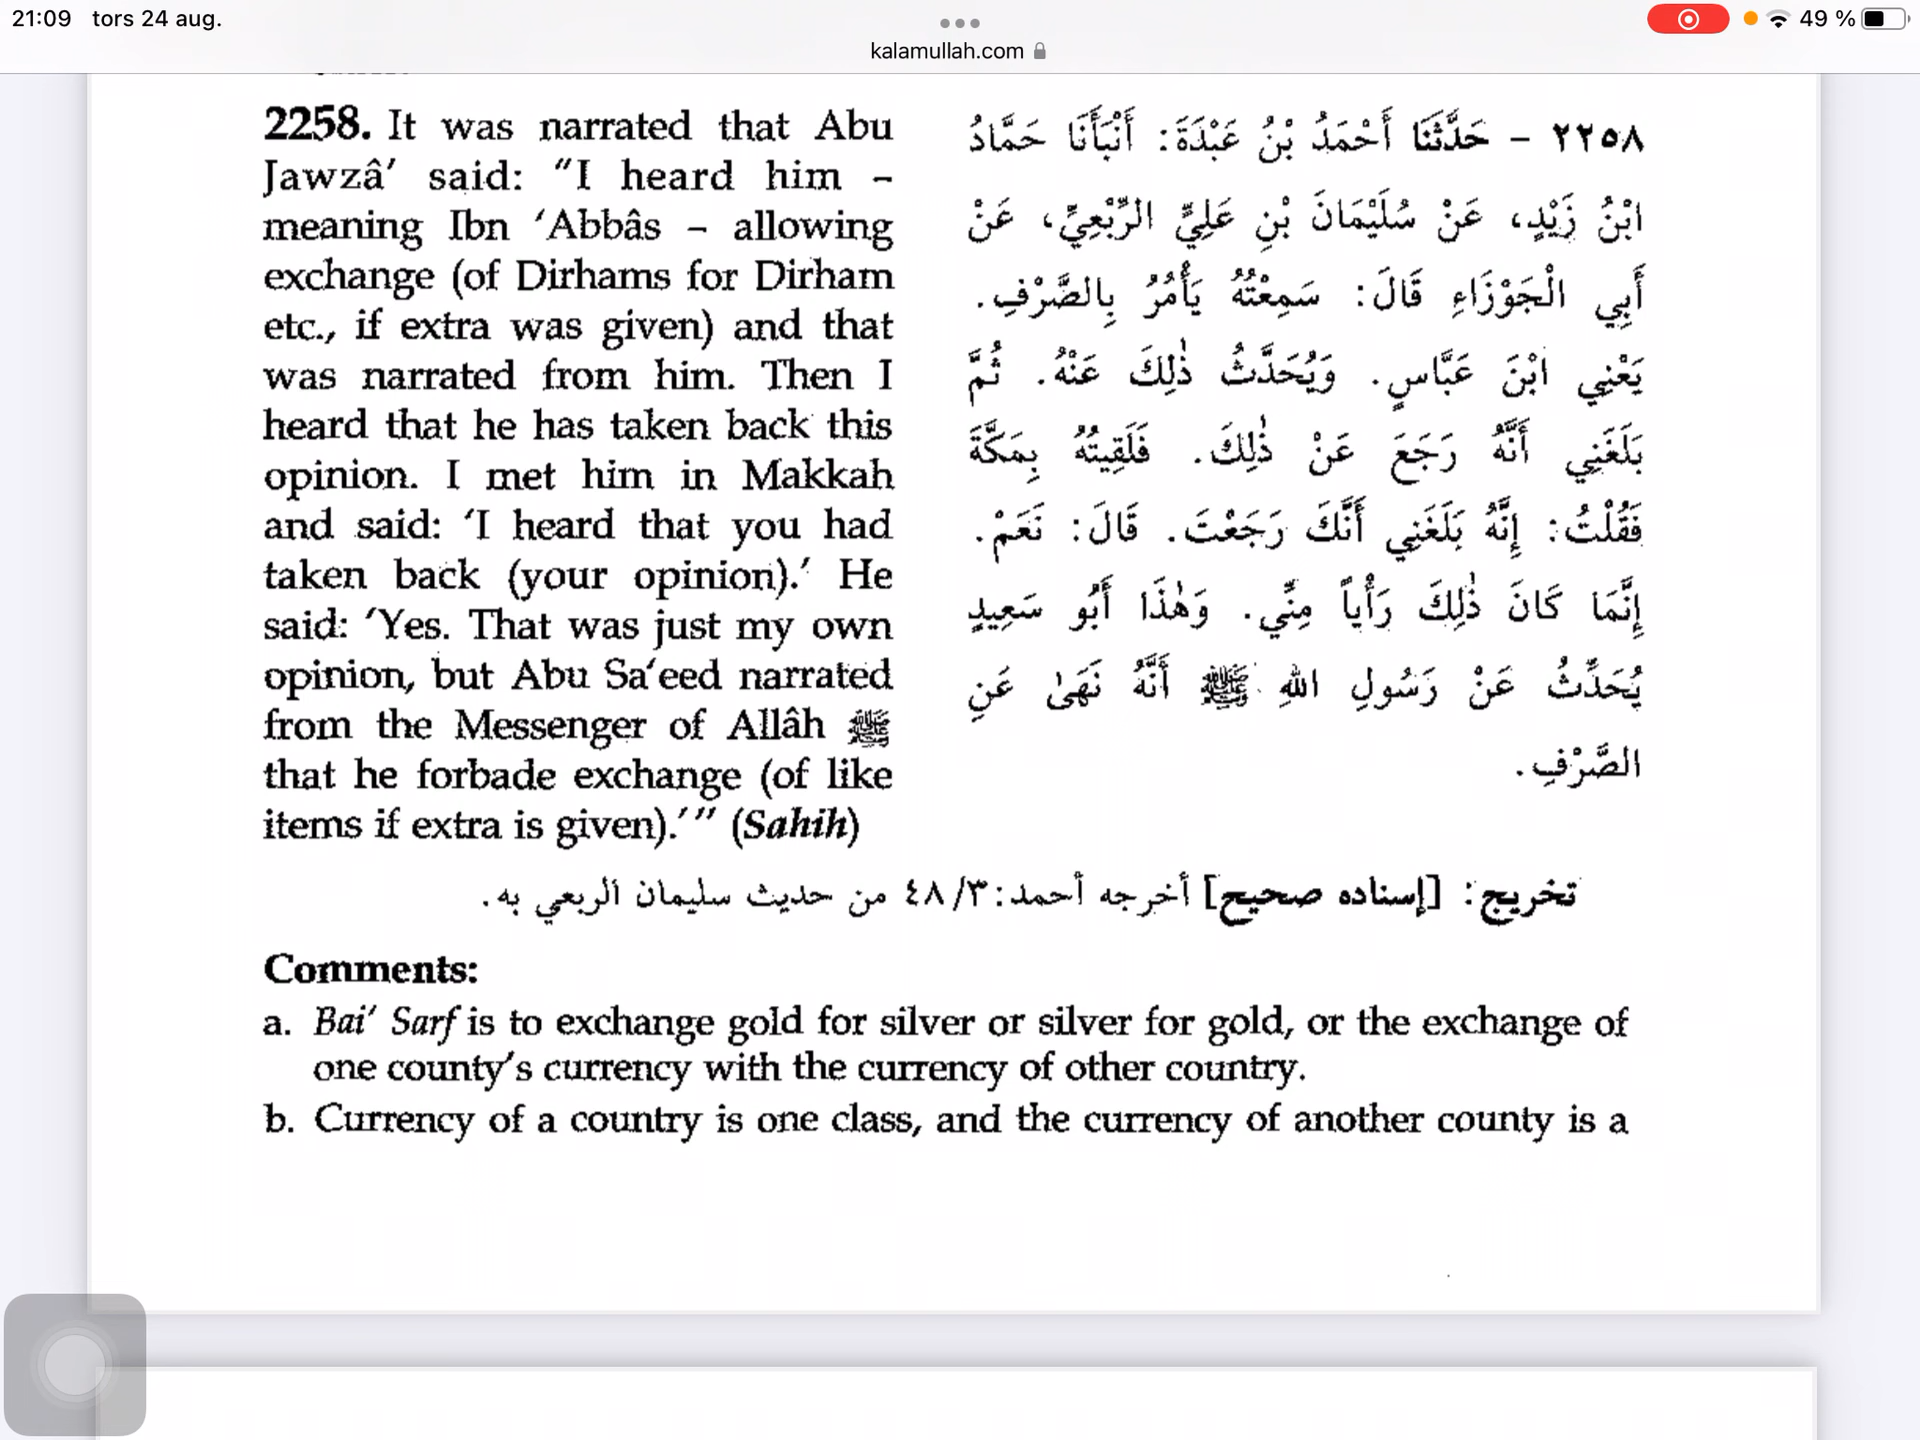 21:09 tors 24 aug.
49 %
kalamullah.com
2258. It was narrated that Abu
Jawzâ’ said: “I heard him –
meaning Ibn ‘Abbâs – allowing
exchange (of Dirhams for Dirham
etc., if extra was given) and that
was narrated from him. Then I
heard that he has taken back this
opinion. I met him in Makkah
and said: ‘I heard that you had
taken back (your opinion).’ He
said: ‘Yes. That was just my own
opinion, but Abu Sa‘eed narrated
from the Messenger of Allâh ﷺ
that he forbade exchange (of like
items if extra is given).’” (Sahih)
٢٢٥٨ – حَدَّثَنَا أَحْمَدُ بْنُ عَبْدَةَ: أَنْبَأَنَا حَمَّادُ
ابْنُ زَيْدٍ، عَنْ سُلَيْمَانَ بْنِ عَلِيٍّ الرِّبْعِيِّ، عَنْ
أَبِي الْجَوْزَاءِ قَالَ: سَمِعْتُهُ يَأْمُرُ بِالصَّرْفِ.
يَعْنِي ابْنَ عَبَّاسٍ. وَيُحَدَّثُ ذٰلِكَ عَنْهُ. ثُمَّ
بَلَغَنِي أَنَّهُ رَجَعَ عَنْ ذٰلِكَ. فَلَقِيتُهُ بِمَكَّةَ
فَقُلْتُ: إِنَّهُ بَلَغَنِي أَنَّكَ رَجَعْتَ. قَالَ: نَعَمْ.
إِنَّمَا كَانَ ذٰلِكَ رَأْياً مِنِّي. وَهٰذَا أَبُو سَعِيدٍ
يُحَدِّثُ عَنْ رَسُولِ اللهِ ﷺ أَنَّهُ نَهَىٰ عَنِ
الصَّرْفِ.
تخريج: [إسناده صحيح] أخرجه أحمد: ٤٨/٣ من حديث سليمان الربعي به.
Comments:
a. Bai’ Sarf is to exchange gold for silver or silver for gold, or the exchange of
one county’s currency with the currency of other country.
b. Currency of a country is one class, and the currency of another county is a